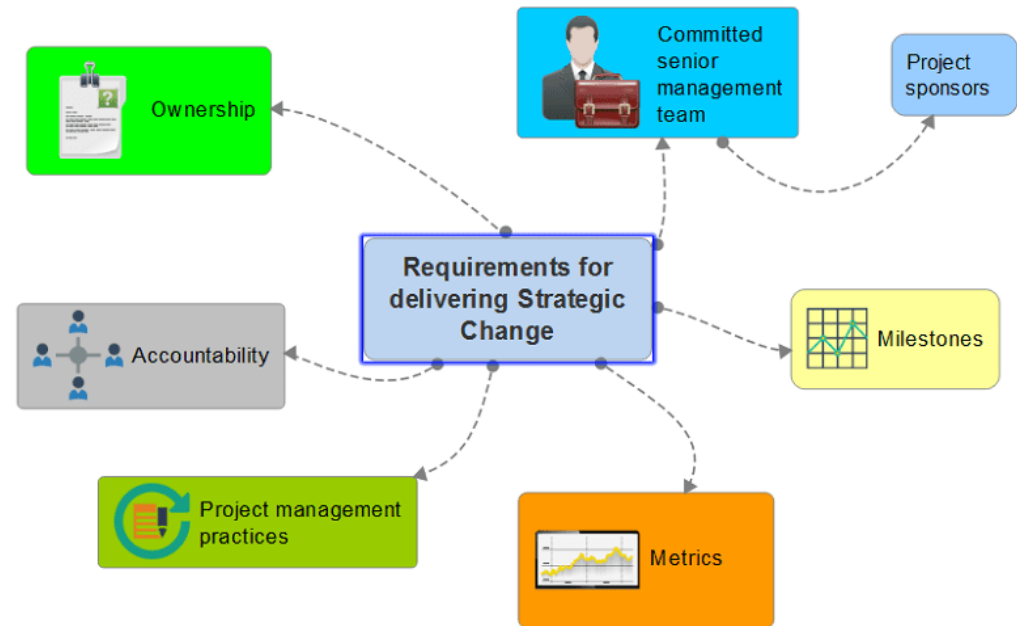 Ownership
Committed
senior
management
team
Project
sponsors
Requirements for
delivering Strategic
Change
Accountability
Milestones
Project management
practices
Metrics